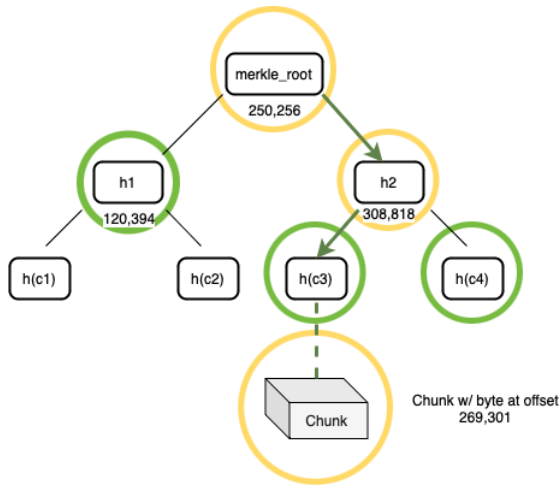 merkle_root
250,256
h1
h2
120,394
308,818
h(c1)
h(c2)
h(c3)
h(c4)
Chunk
Chunk w/ byte at offset
269,301